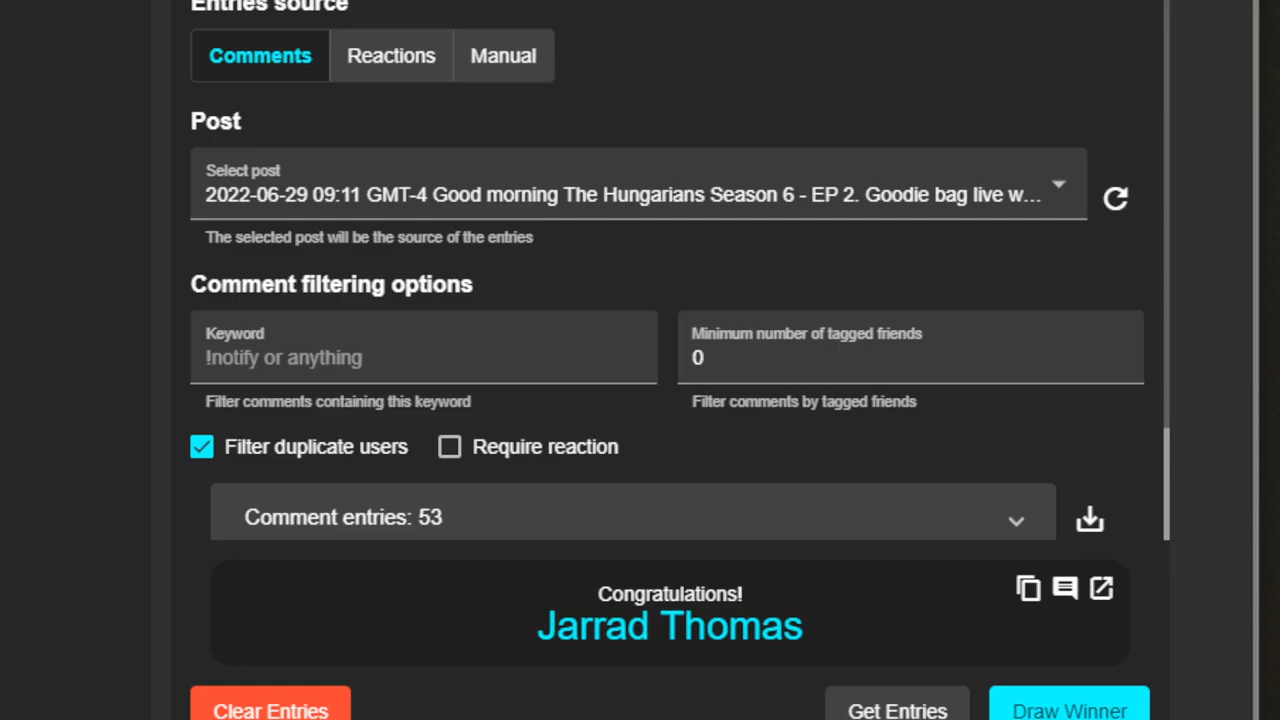 Entries source
Comments Reactions Manual
Post
Select post
2022-06-29 09:11 GMT-4 Good morning The Hungarians Season 6 - EP 2. Goodie bag live w...
The selected post will be the source of the entries
Comment filtering options
Keyword Minimum number of tagged friends
!notify or anything 0
Filter comments containing this keyword Filter comments by tagged friends
Filter duplicate users Require reaction
Comment entries: 53
Congratulations!
Jarrad Thomas
Clear Entries Get Entries Draw Winner